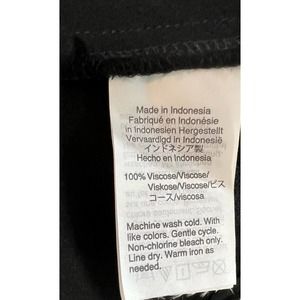 Made in Indonesia
Fabriqué en Indonésie
in Indonesien Hergestellt
Vervaardigd in Indonesië
インドネシア製
Hecho en Indonesia
100% Viscose/Viscose/
Viskose/Viscose/ビス
コース/viscosa
Machine wash cold. With
like colors. Gentle cycle.
Non-chlorine bleach only.
Line dry. Warm iron as
needed.